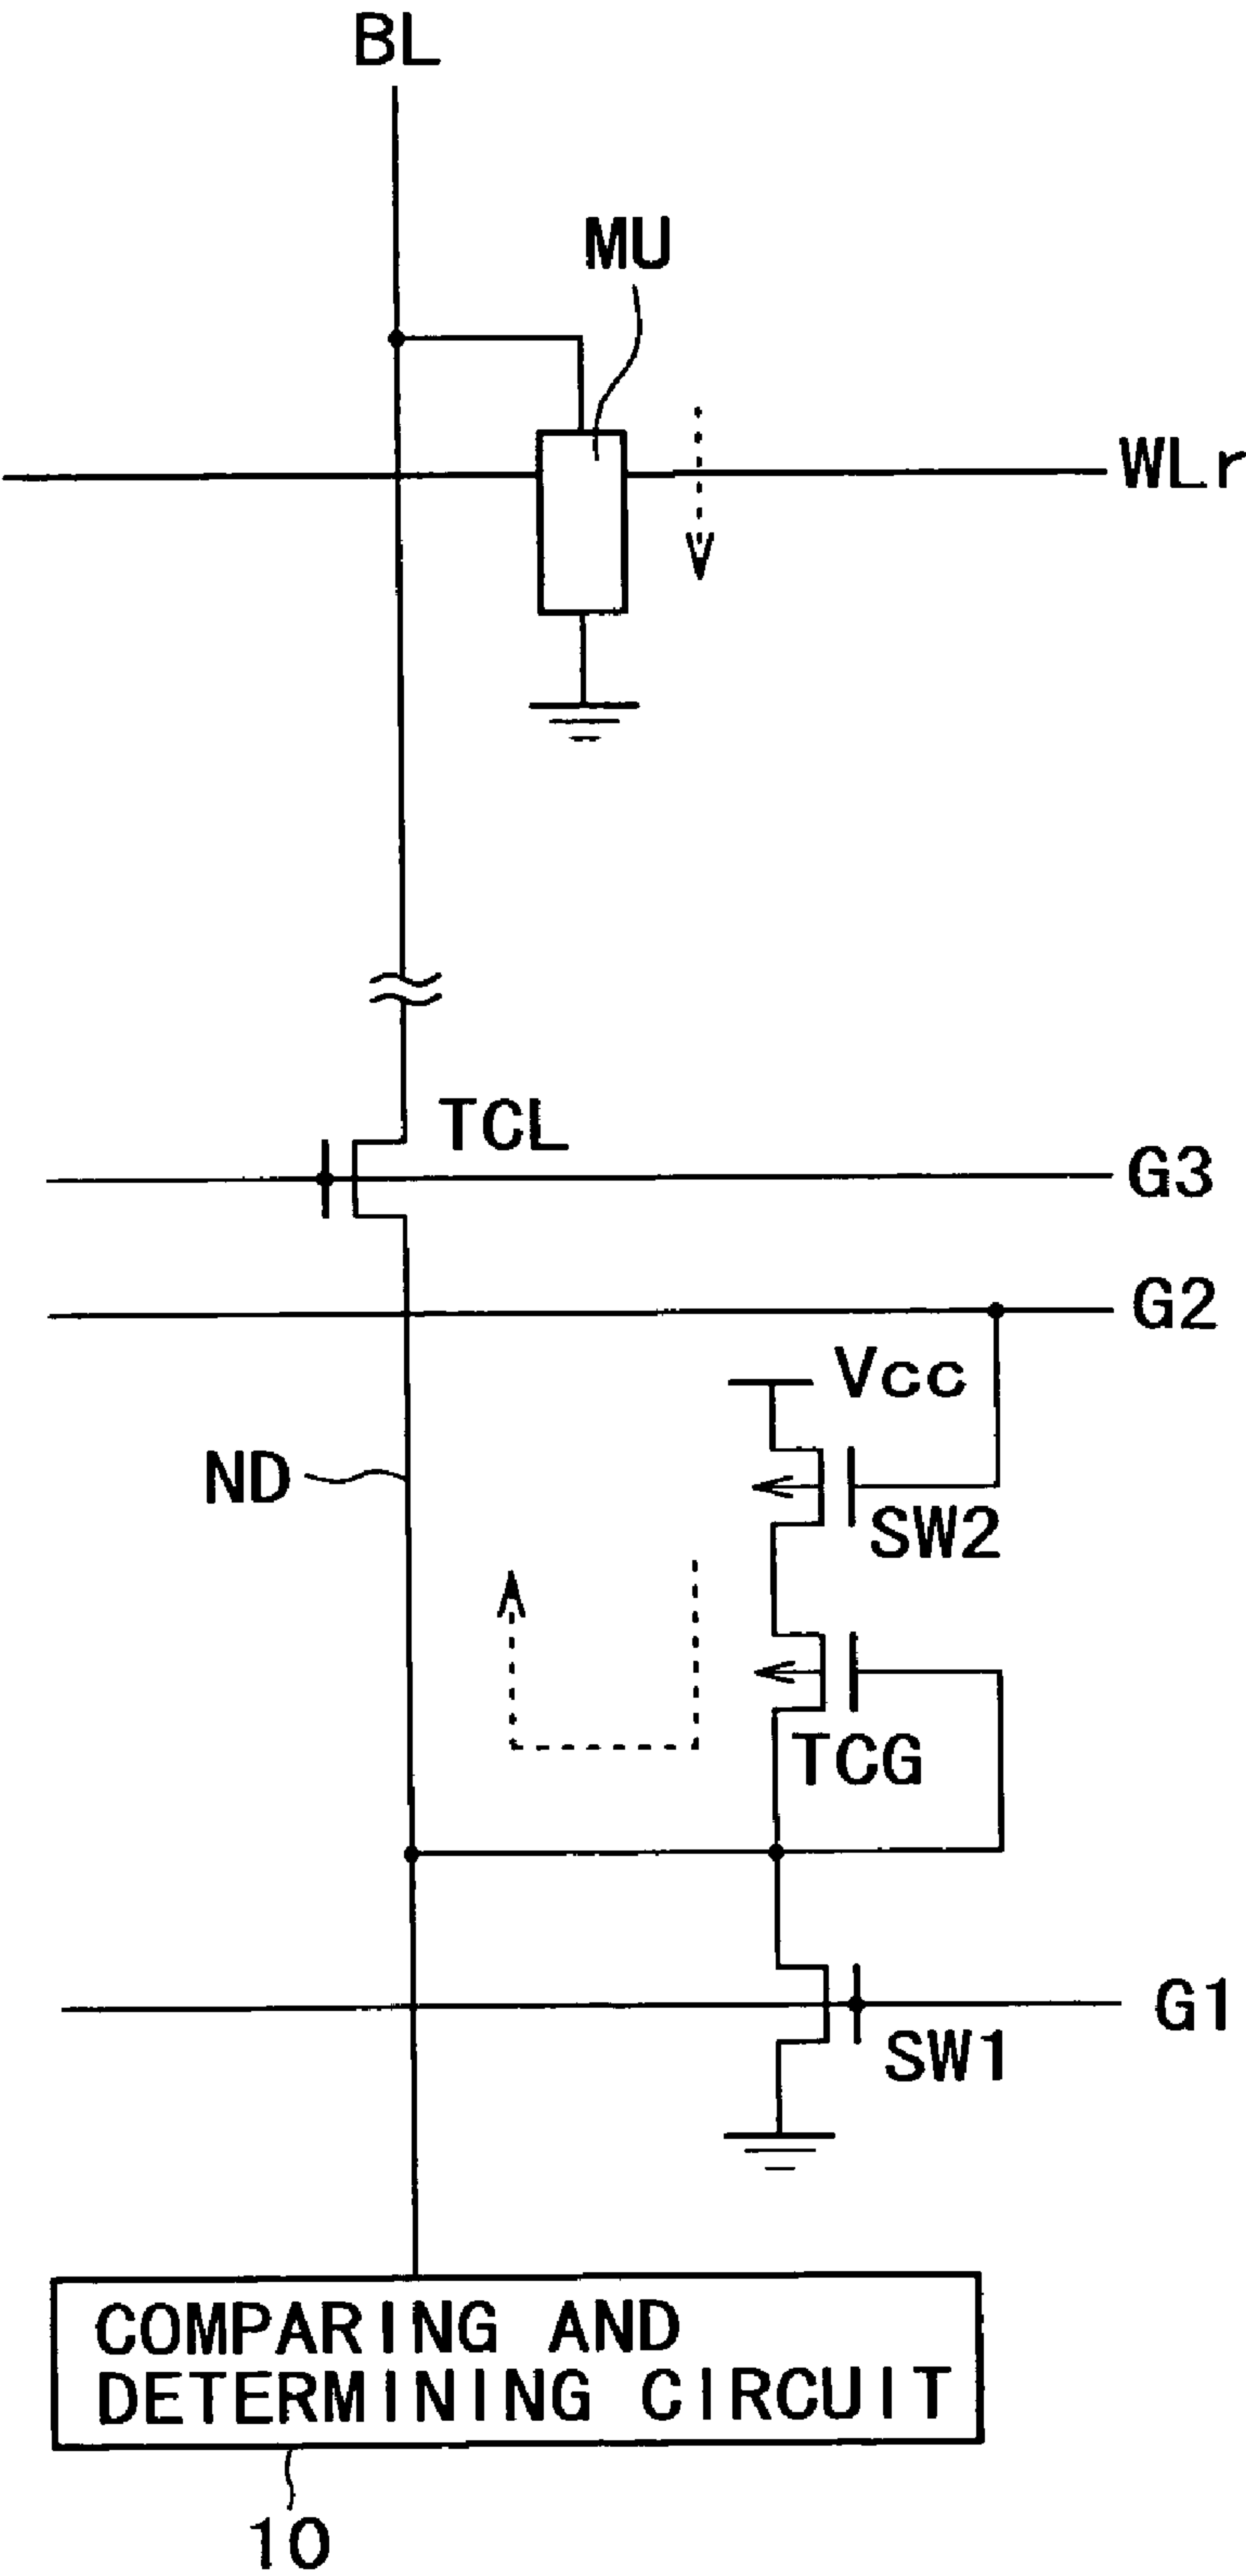 BL
MU
WLr
TCL
G3
G2
Vcc
ND
SW2
TCG
G1
SW1
COMPARING AND
DETERMINING CIRCUIT
10